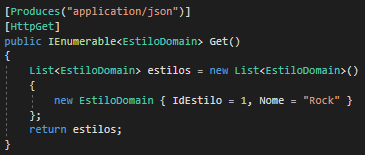 [Produces("application/json")]
[HttpGet]
public IEnumerable<EstiloDomain> Get()
{
    List<EstiloDomain> estilos = new List<EstiloDomain>()
    {
        new EstiloDomain { IdEstilo = 1, Nome = "Rock" }
    };
    return estilos;
}